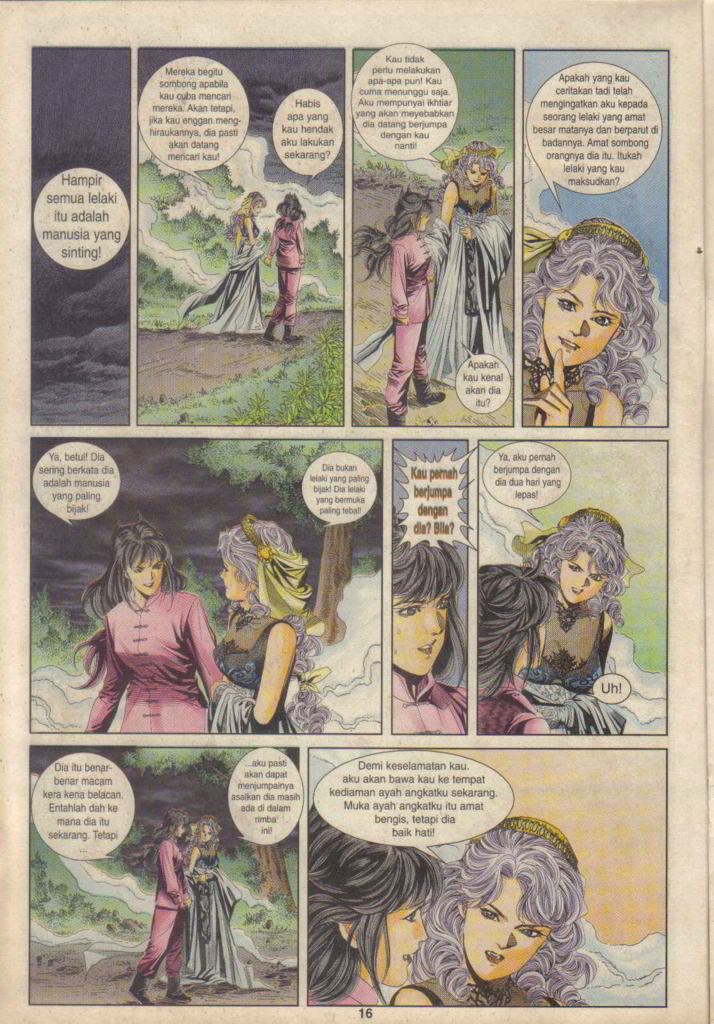 Hampir
semua lelaki
itu adalah
manusia yang
sinting!
Mereka begitu
sombong apabila
kau cuba mencari
mereka. Akan tetapi,
jika kau enggan meng-
hiraukannya, dia pasti
akan datang
mencari kau!
Habis
apa yang
kau hendak
aku lakukan
sekarang?
Kau tidak
perlu melakukan
apa-apa pun! Kau
cuma menunggu saja.
Aku mempunyai ikhtiar
yang akan meyebabkan
dia datang berjumpa
dengan kau
nanti!
Apakah
kau kenal
akan dia
itu?
Apakah yang kau
ceritakan tadi telah
mengingatkan aku kepada
seorang lelaki yang amat
besar matanya dan berparut di
badannya. Amat sombong
orangnya dia itu. Itukah
lelaki yang kau
maksudkan?
Ya, betul! Dia
sering berkata dia
adalah manusia
yang paling
bijak!
Dia bukan
lelaki yang paling
bijak! Dia lelaki
yang bermuka
paling tebal!
Kau pernah
berjumpa
dengan
dia? Bila?
Ya, aku pernah
berjumpa dengan
dia dua hari yang
lepas!
Uh!
Dia itu benar-
benar macam
kera kena belacan.
Entahlah dah ke
mana dia itu
sekarang. Tetapi
...
...aku pasti
akan dapat
menjumpainya
asalkan dia masih
ada di dalam
rimba
ini!
Demi keselamatan kau.
aku akan bawa kau ke tempat
kediaman ayah angkatku sekarang.
Muka ayah angkatku itu amat
bengis, tetapi dia
baik hati!
16